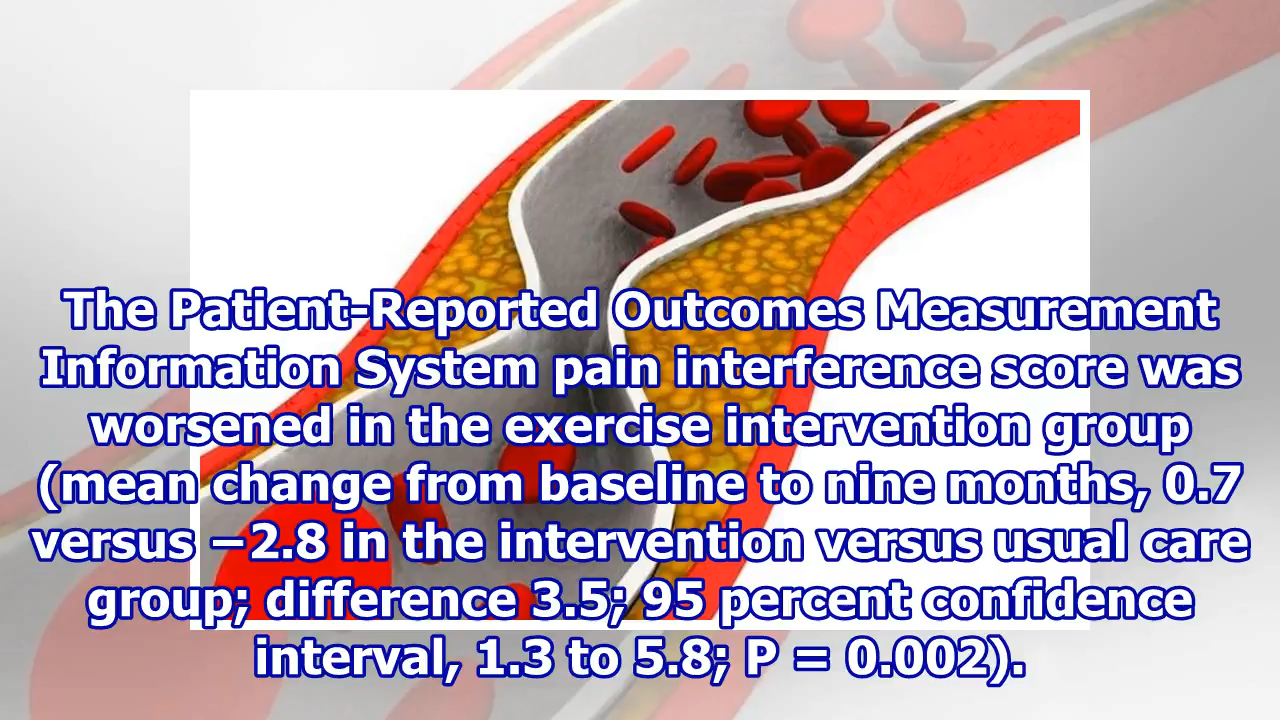 The Patient-Reported Outcomes Measurement
Information System pain interference score was
worsened in the exercise intervention group
(mean change from baseline to nine months, 0.7
versus −2.8 in the intervention versus usual care
group; difference 3.5; 95 percent confidence
interval, 1.3 to 5.8; P = 0.002).